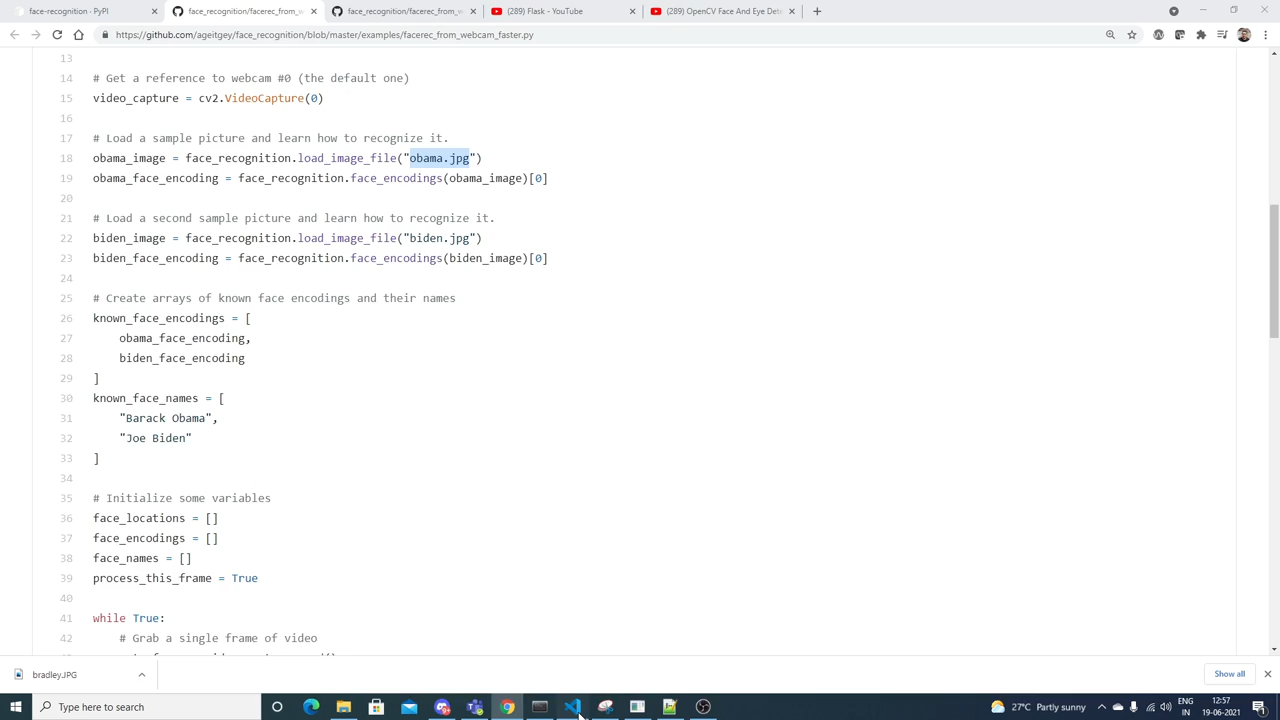 face-recognition · PyPI
face_recognition/facerec_from_w
face_recognition/facerec_from_w
(289) Flask - YouTube
(289) OpenCV Face And Eye Dete
https://github.com/ageitgey/face_recognition/blob/master/examples/facerec_from_webcam_faster.py
13
14 # Get a reference to webcam #0 (the default one)
15 video_capture = cv2.VideoCapture(0)
16
17 # Load a sample picture and learn how to recognize it.
18 obama_image = face_recognition.load_image_file("obama.jpg")
19 obama_face_encoding = face_recognition.face_encodings(obama_image)[0]
20
21 # Load a second sample picture and learn how to recognize it.
22 biden_image = face_recognition.load_image_file("biden.jpg")
23 biden_face_encoding = face_recognition.face_encodings(biden_image)[0]
24
25 # Create arrays of known face encodings and their names
26 known_face_encodings = [
27 obama_face_encoding,
28 biden_face_encoding
29 ]
30 known_face_names = [
31 "Barack Obama",
32 "Joe Biden"
33 ]
34
35 # Initialize some variables
36 face_locations = []
37 face_encodings = []
38 face_names = []
39 process_this_frame = True
40
41 while True:
42 # Grab a single frame of video
bradley.JPG
Show all
Type here to search
27°C Partly sunny
ENG
IN
12:57
19-06-2021